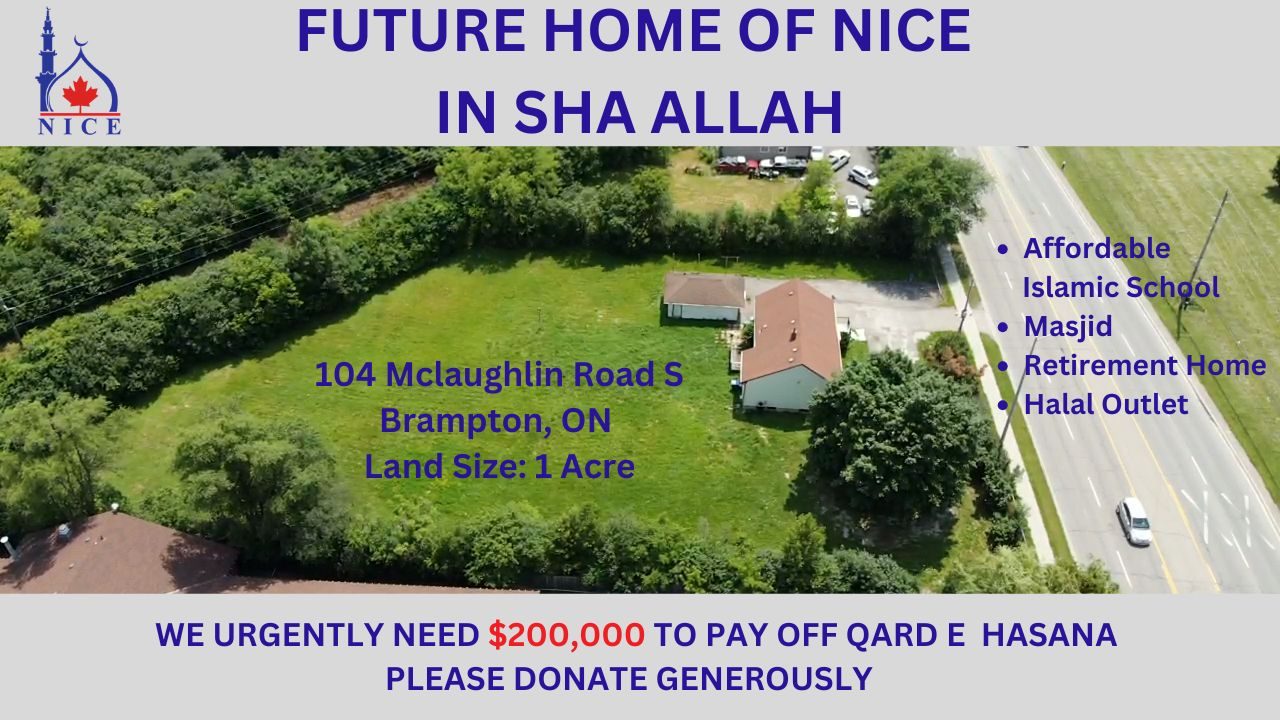 NICE
FUTURE HOME OF NICE
IN SHA ALLAH
104 Mclaughlin Road S
Brampton, ON
Land Size: 1 Acre
• Affordable
Islamic School
• Masjid
• Retirement Home
• Halal Outlet
WE URGENTLY NEED $200,000 TO PAY OFF QARD E HASANA
PLEASE DONATE GENEROUSLY